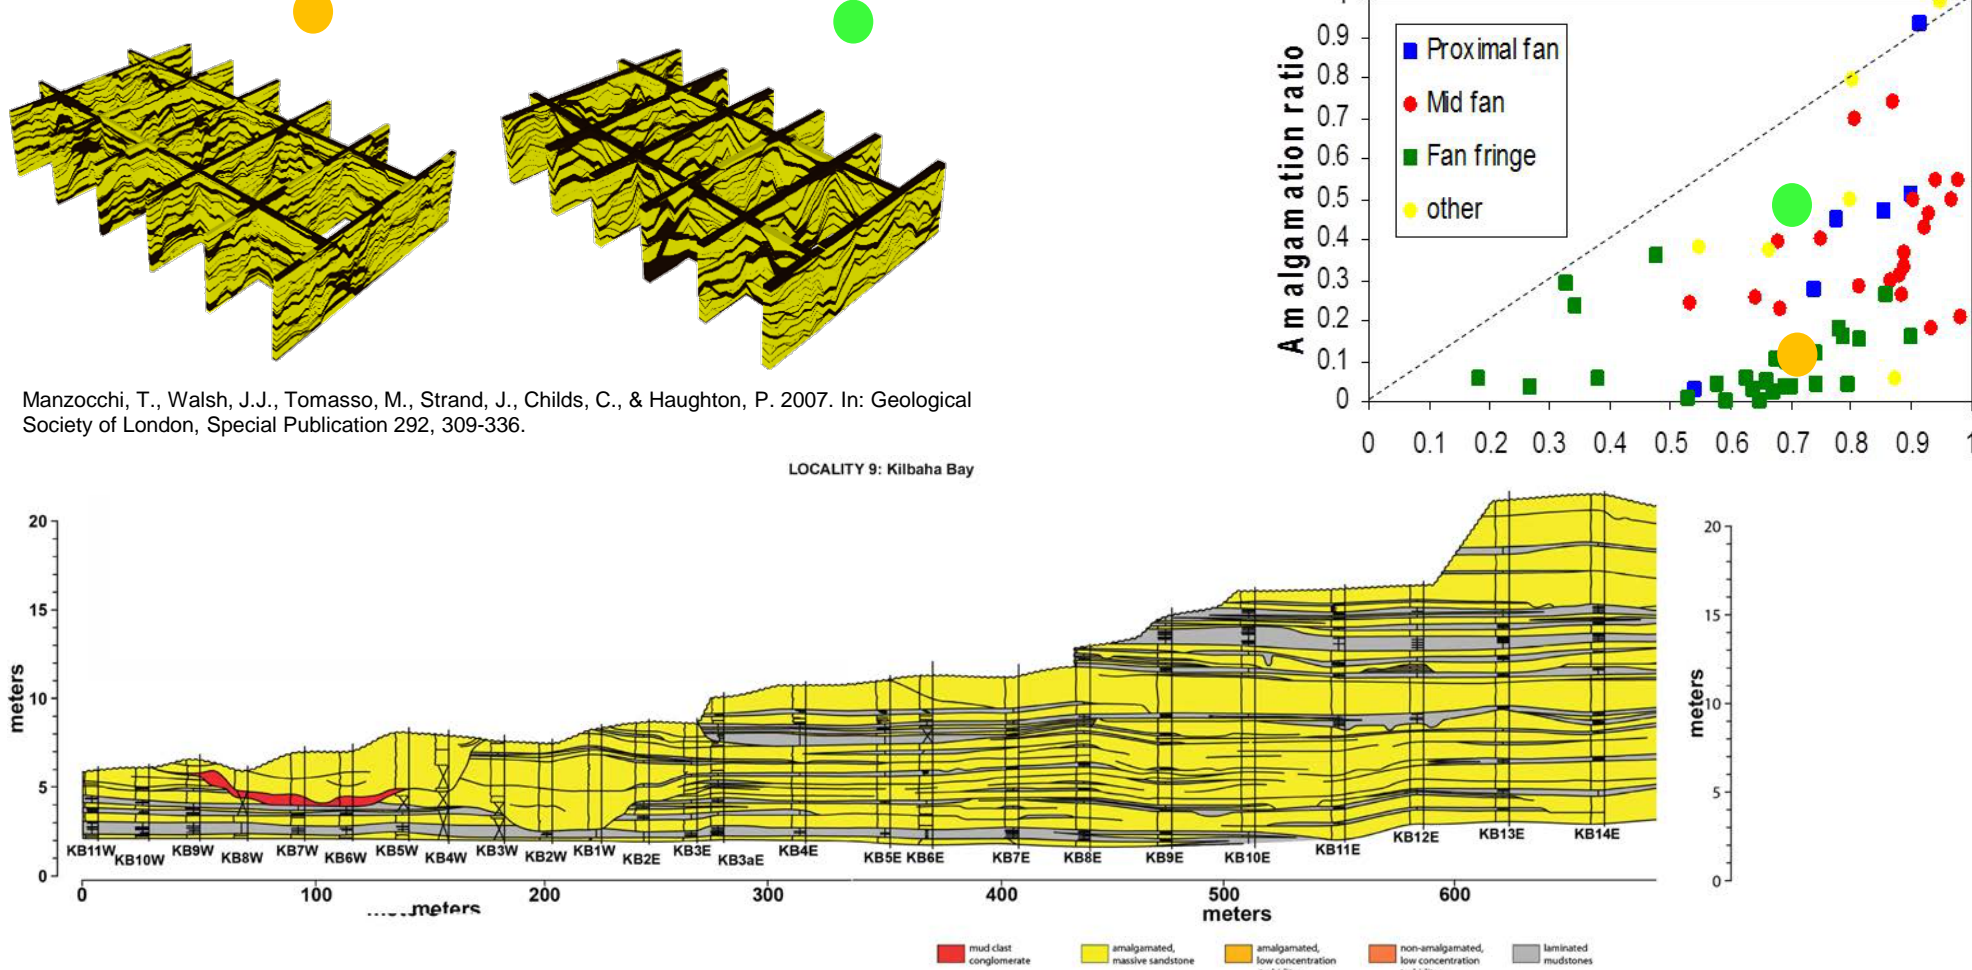 Amalgamation ratio
0.9
0.8
0.7
0.6
0.5
0.4
0.3
0.2
0.1
0
Proximal fan
Mid fan
Fan fringe
other
0 0.1 0.2 0.3 0.4 0.5 0.6 0.7 0.8 0.9 1
Manzocchi, T., Walsh, J.J., Tomasso, M., Strand, J., Childs, C., & Haughton, P. 2007. In: Geological
Society of London, Special Publication 292, 309-336.
LOCALITY 9: Kilbaha Bay
meters
20
15
10
5
0
KB11W KB10W KB9W KB8W KB7W KB6W KB5W KB4W KB3W KB2W KB1W KB2E KB3E KB3aE KB4E KB5E KB6E KB7E KB8E KB9E KB10E KB11E KB12E KB13E KB14E
meters
20
15
10
5
0
0 100 200 300 400 500 600
meters
meters
mud clast
conglomerate
amalgamated,
massive sandstone
amalgamated,
low concentration
non-amalgamated,
low concentration
laminated
mudstones